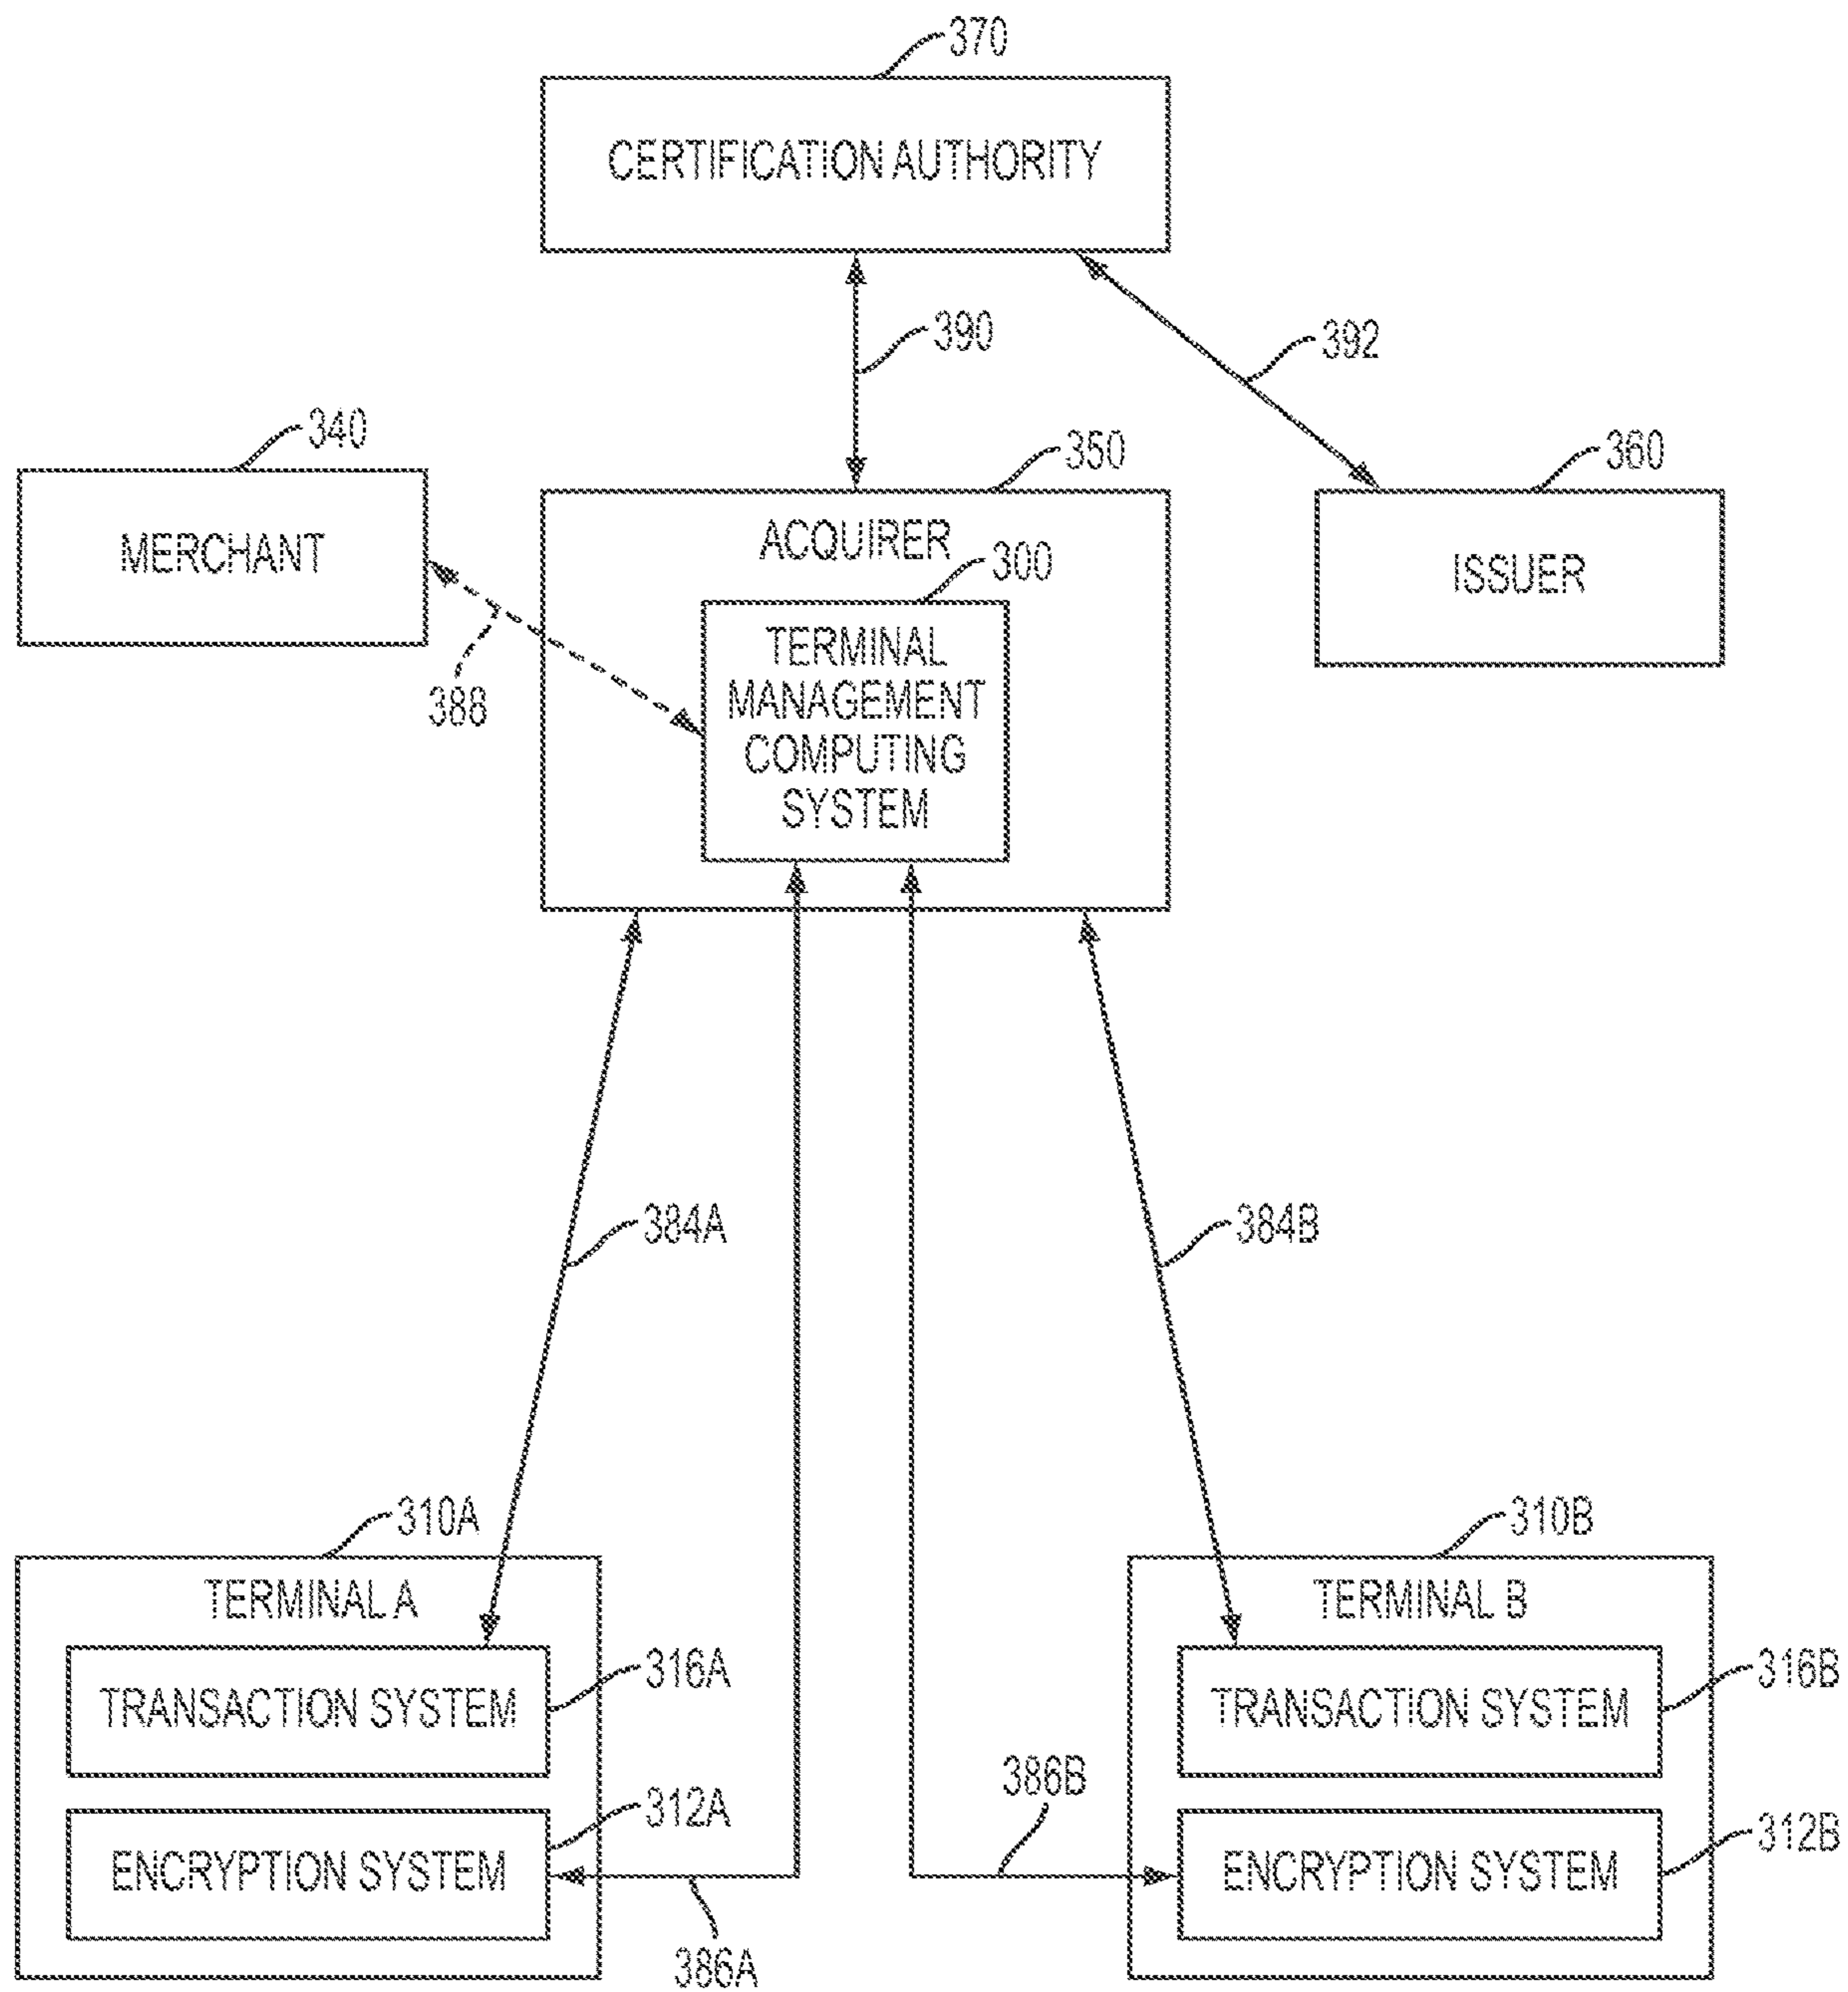 370
CERTIFICATION AUTHORITY
390
392
340
350
360
MERCHANT
ACQUIRER
300
ISSUER
TERMINAL
MANAGEMENT
COMPUTING
SYSTEM
388
384A
384B
310A
310B
TERMINAL A
TERMINAL B
316A
316B
TRANSACTION SYSTEM
TRANSACTION SYSTEM
386B
312A
312B
ENCRYPTION SYSTEM
ENCRYPTION SYSTEM
386A